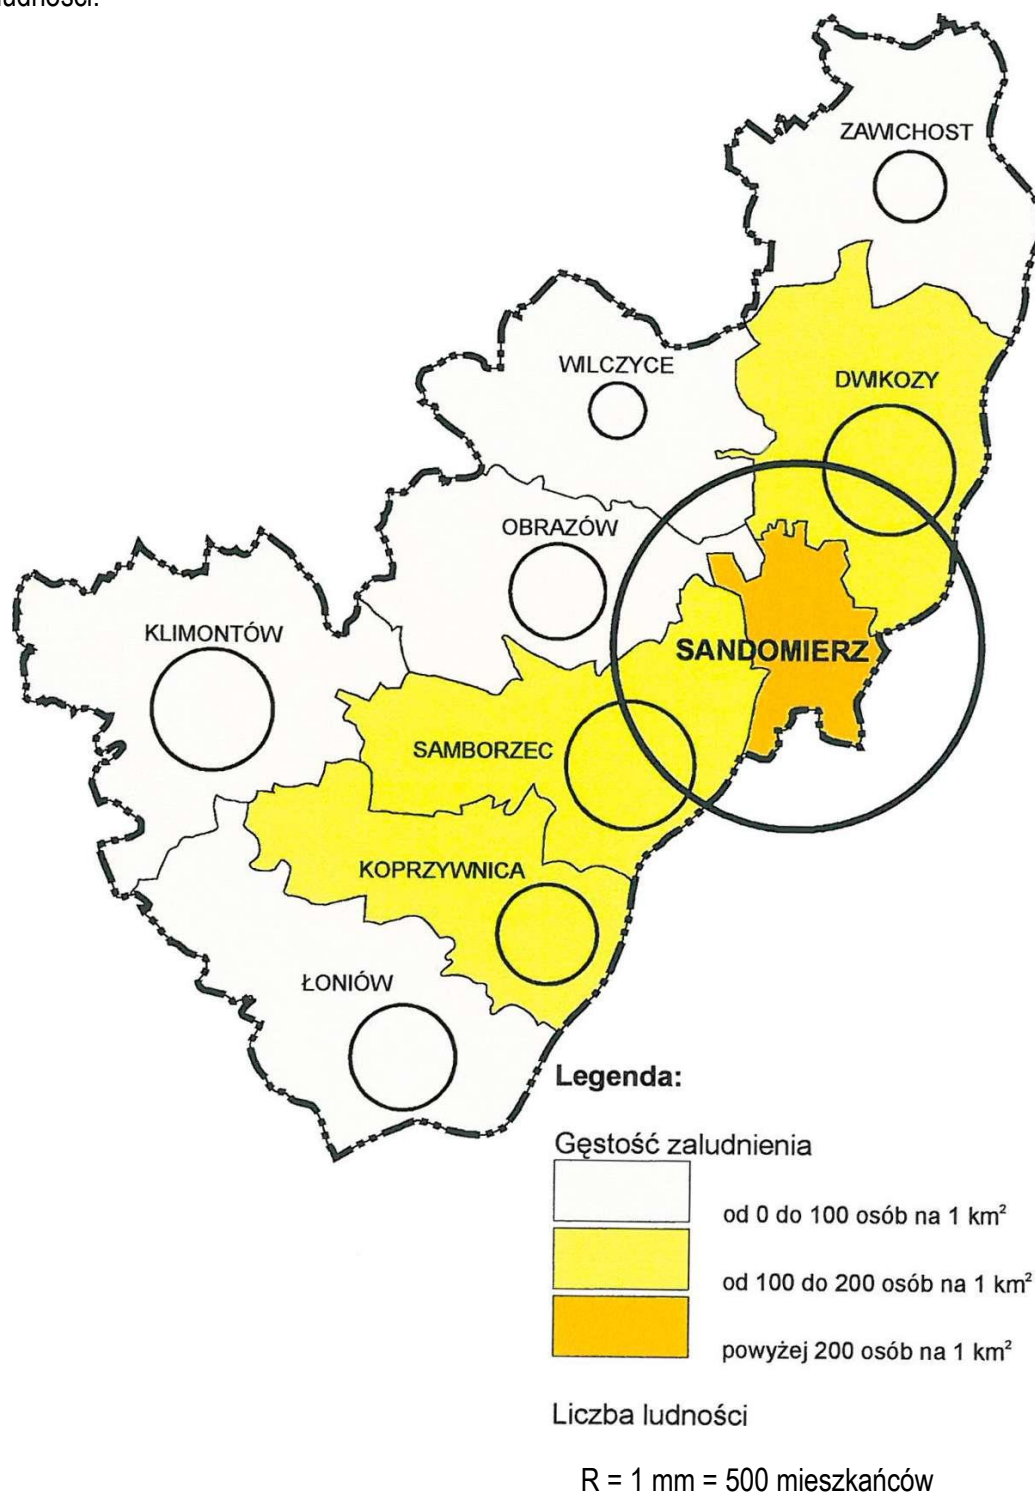 ludności.
ZAWICHOST
WILCZYCE
DWIKOZY
OBRAZÓW
KLIMONTÓW
SANDOMIERZ
SAMBORZEC
KOPRZYWNICA
ŁONIÓW
Legenda:
Gęstość zaludnienia
od 0 do 100 osób na 1 km²
od 100 do 200 osób na 1 km²
powyżej 200 osób na 1 km²
Liczba ludności
R = 1 mm = 500 mieszkańców